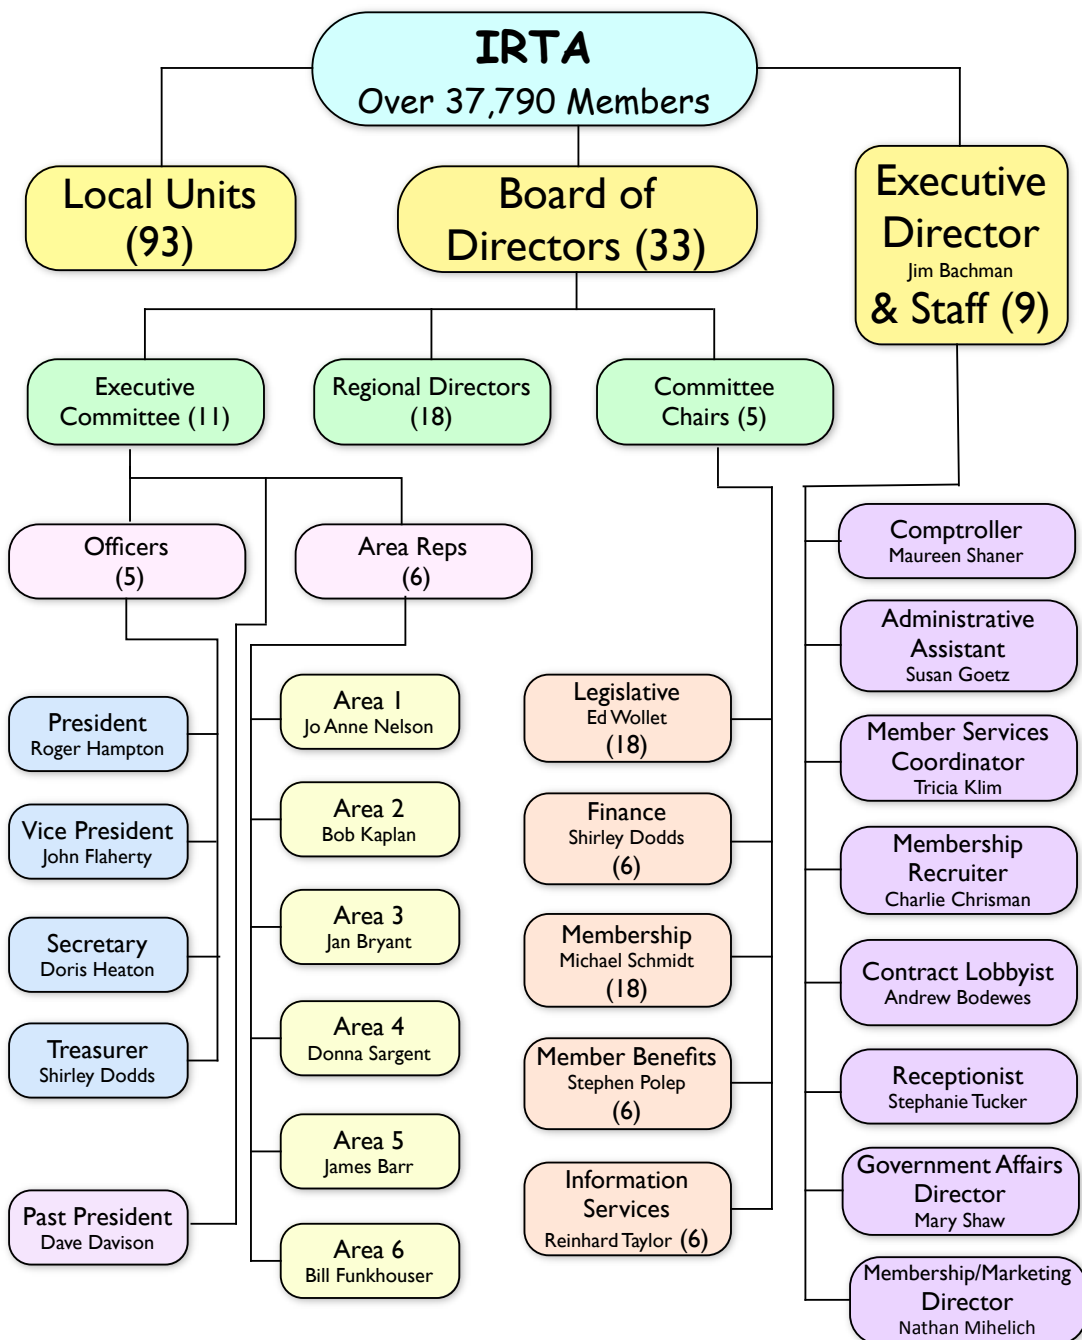 IRTA
Over 37,790 Members
Local Units
(93)
Board of
Directors (33)
Executive
Director
Jim Bachman
& Staff (9)
Executive
Committee (11)
Regional Directors
(18)
Committee
Chairs (5)
Officers
(5)
Area Reps
(6)
President
Roger Hampton
Vice President
John Flaherty
Secretary
Doris Heaton
Treasurer
Shirley Dodds
Past President
Dave Davison
Area 1
Jo Anne Nelson
Area 2
Bob Kaplan
Area 3
Jan Bryant
Area 4
Donna Sargent
Area 5
James Barr
Area 6
Bill Funkhouser
Legislative
Ed Wollet
(18)
Finance
Shirley Dodds
(6)
Membership
Michael Schmidt
(18)
Member Benefits
Stephen Polep
(6)
Information
Services
Reinhard Taylor (6)
Comptroller
Maureen Shaner
Administrative
Assistant
Susan Goetz
Member Services
Coordinator
Tricia Klim
Membership
Recruiter
Charlie Chrisman
Contract Lobbyist
Andrew Bodewes
Receptionist
Stephanie Tucker
Government Affairs
Director
Mary Shaw
Membership/Marketing
Director
Nathan Mihelich